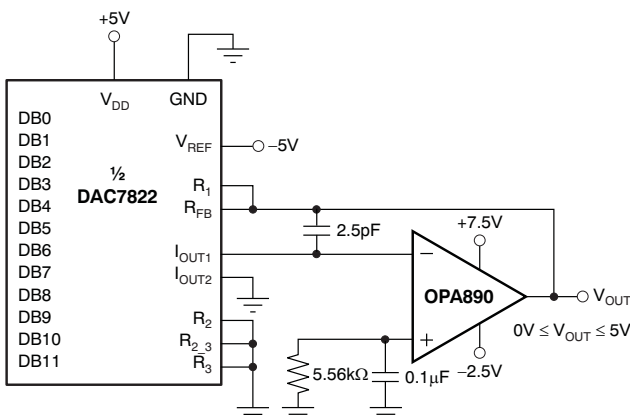 +5V
V_DD
GND
DB0
DB1
DB2
DB3
DB4
DB5
DB6
DB7
DB8
DB9
DB10
DB11
½
DAC7822
V_REF
−5V
R_1
R_FB
I_OUT1
I_OUT2
R_2
R_2_3
R_3
2.5pF
+7.5V
−
OPA890
+
−2.5V
V_OUT
0V ≤ V_OUT ≤ 5V
5.56kΩ
0.1µF